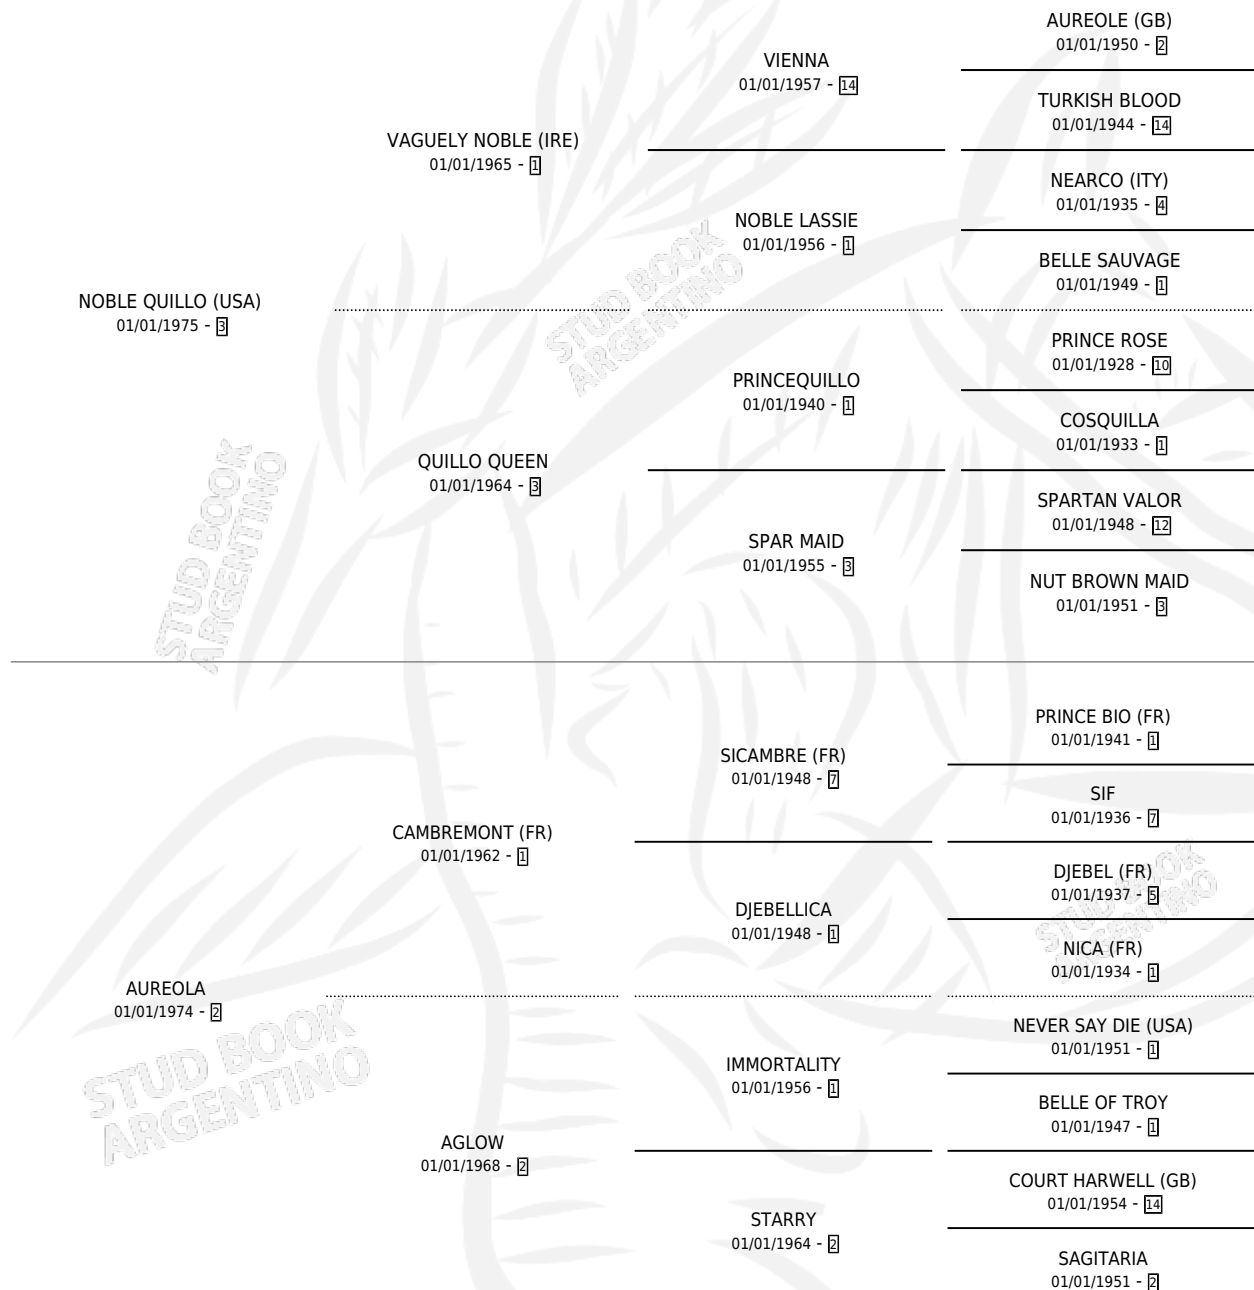 AUREOLE (GB)
01/01/1950 - 2
VIENNA
01/01/1957 - 14
TURKISH BLOOD
01/01/1944 - 14
VAGUELY NOBLE (IRE)
01/01/1965 - 1
NEARCO (ITY)
01/01/1935 - 4
NOBLE LASSIE
01/01/1956 - 1
BELLE SAUVAGE
01/01/1949 - 1
NOBLE QUILLO (USA)
01/01/1975 - 3
PRINCE ROSE
01/01/1928 - 10
PRINCEQUILLO
01/01/1940 - 1
COSQUILLA
01/01/1933 - 1
QUILLO QUEEN
01/01/1964 - 3
SPARTAN VALOR
01/01/1948 - 12
SPAR MAID
01/01/1955 - 3
NUT BROWN MAID
01/01/1951 - 3
PRINCE BIO (FR)
01/01/1941 - 1
SICAMBRE (FR)
01/01/1948 - 7
SIF
01/01/1936 - 7
CAMBREMONT (FR)
01/01/1962 - 1
DJEBEL (FR)
01/01/1937 - 5
DJEBELLICA
01/01/1948 - 1
NICA (FR)
01/01/1934 - 1
AUREOLA
01/01/1974 - 2
NEVER SAY DIE (USA)
01/01/1951 - 1
IMMORTALITY
01/01/1956 - 1
BELLE OF TROY
01/01/1947 - 1
AGLOW
01/01/1968 - 2
COURT HARWELL (GB)
01/01/1954 - 14
STARRY
01/01/1964 - 2
SAGITARIA
01/01/1951 - 2
STUD BOOK
ARGENTINO
STUD BOOK
ARGENTINO
STUD BOOK
ARGENTINO
STUD BOOK
ARGENTINO